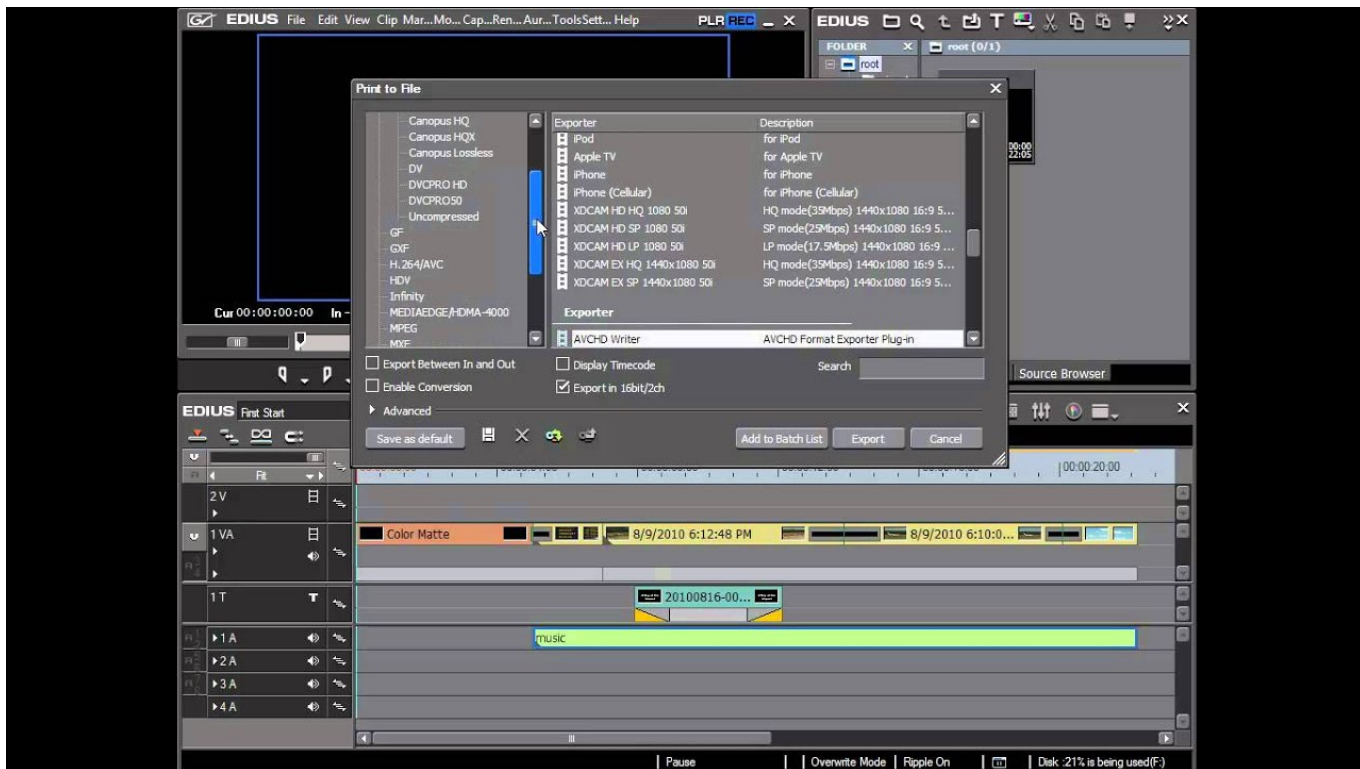 EDIUS File Edit View Clip Mar... Mo... Cap... Ren... Aur... Tools Sett... Help PLR REC
EDIUS
FOLDER root (0/1)
root
Print to File
Canopus HQ
Canopus HQX
Canopus Lossless
DV
DVCPRO HD
DVCPRO50
Uncompressed
GF
GXF
H.264/AVC
HDV
Infinity
MEDIAEDGE/HDMA-4000
MPEG
MXF
Exporter Description
iPod for iPod
Apple TV for Apple TV
iPhone for iPhone
iPhone (Cellular) for iPhone (Cellular)
XDCAM HD HQ 1080 50i HQ mode(35Mbps) 1440x1080 16:9 5...
XDCAM HD SP 1080 50i SP mode(25Mbps) 1440x1080 16:9 5...
XDCAM HD LP 1080 50i LP mode(17.5Mbps) 1440x1080 16:9 ...
XDCAM EX HQ 1440x1080 50i HQ mode(35Mbps) 1440x1080 16:9 5...
XDCAM EX SP 1440x1080 50i SP mode(25Mbps) 1440x1080 16:9 5...
Exporter
AVCHD Writer AVCHD Format Exporter Plug-in
00:00
22:05
Cur 00:00:00:00 In -
Export Between In and Out Display Timecode Search
Enable Conversion Export in 16bit/2ch
Advanced
Save as default Add to Batch List Export Cancel
Source Browser
EDIUS First Start
Fit 00:00:20:00
2 V
1 VA Color Matte 8/9/2010 6:12:48 PM 8/9/2010 6:10:0...
1 T T 20100816-00...
1 A music
2 A
3 A
4 A
Pause Overwrite Mode Ripple On Disk :21% is being used(F:)